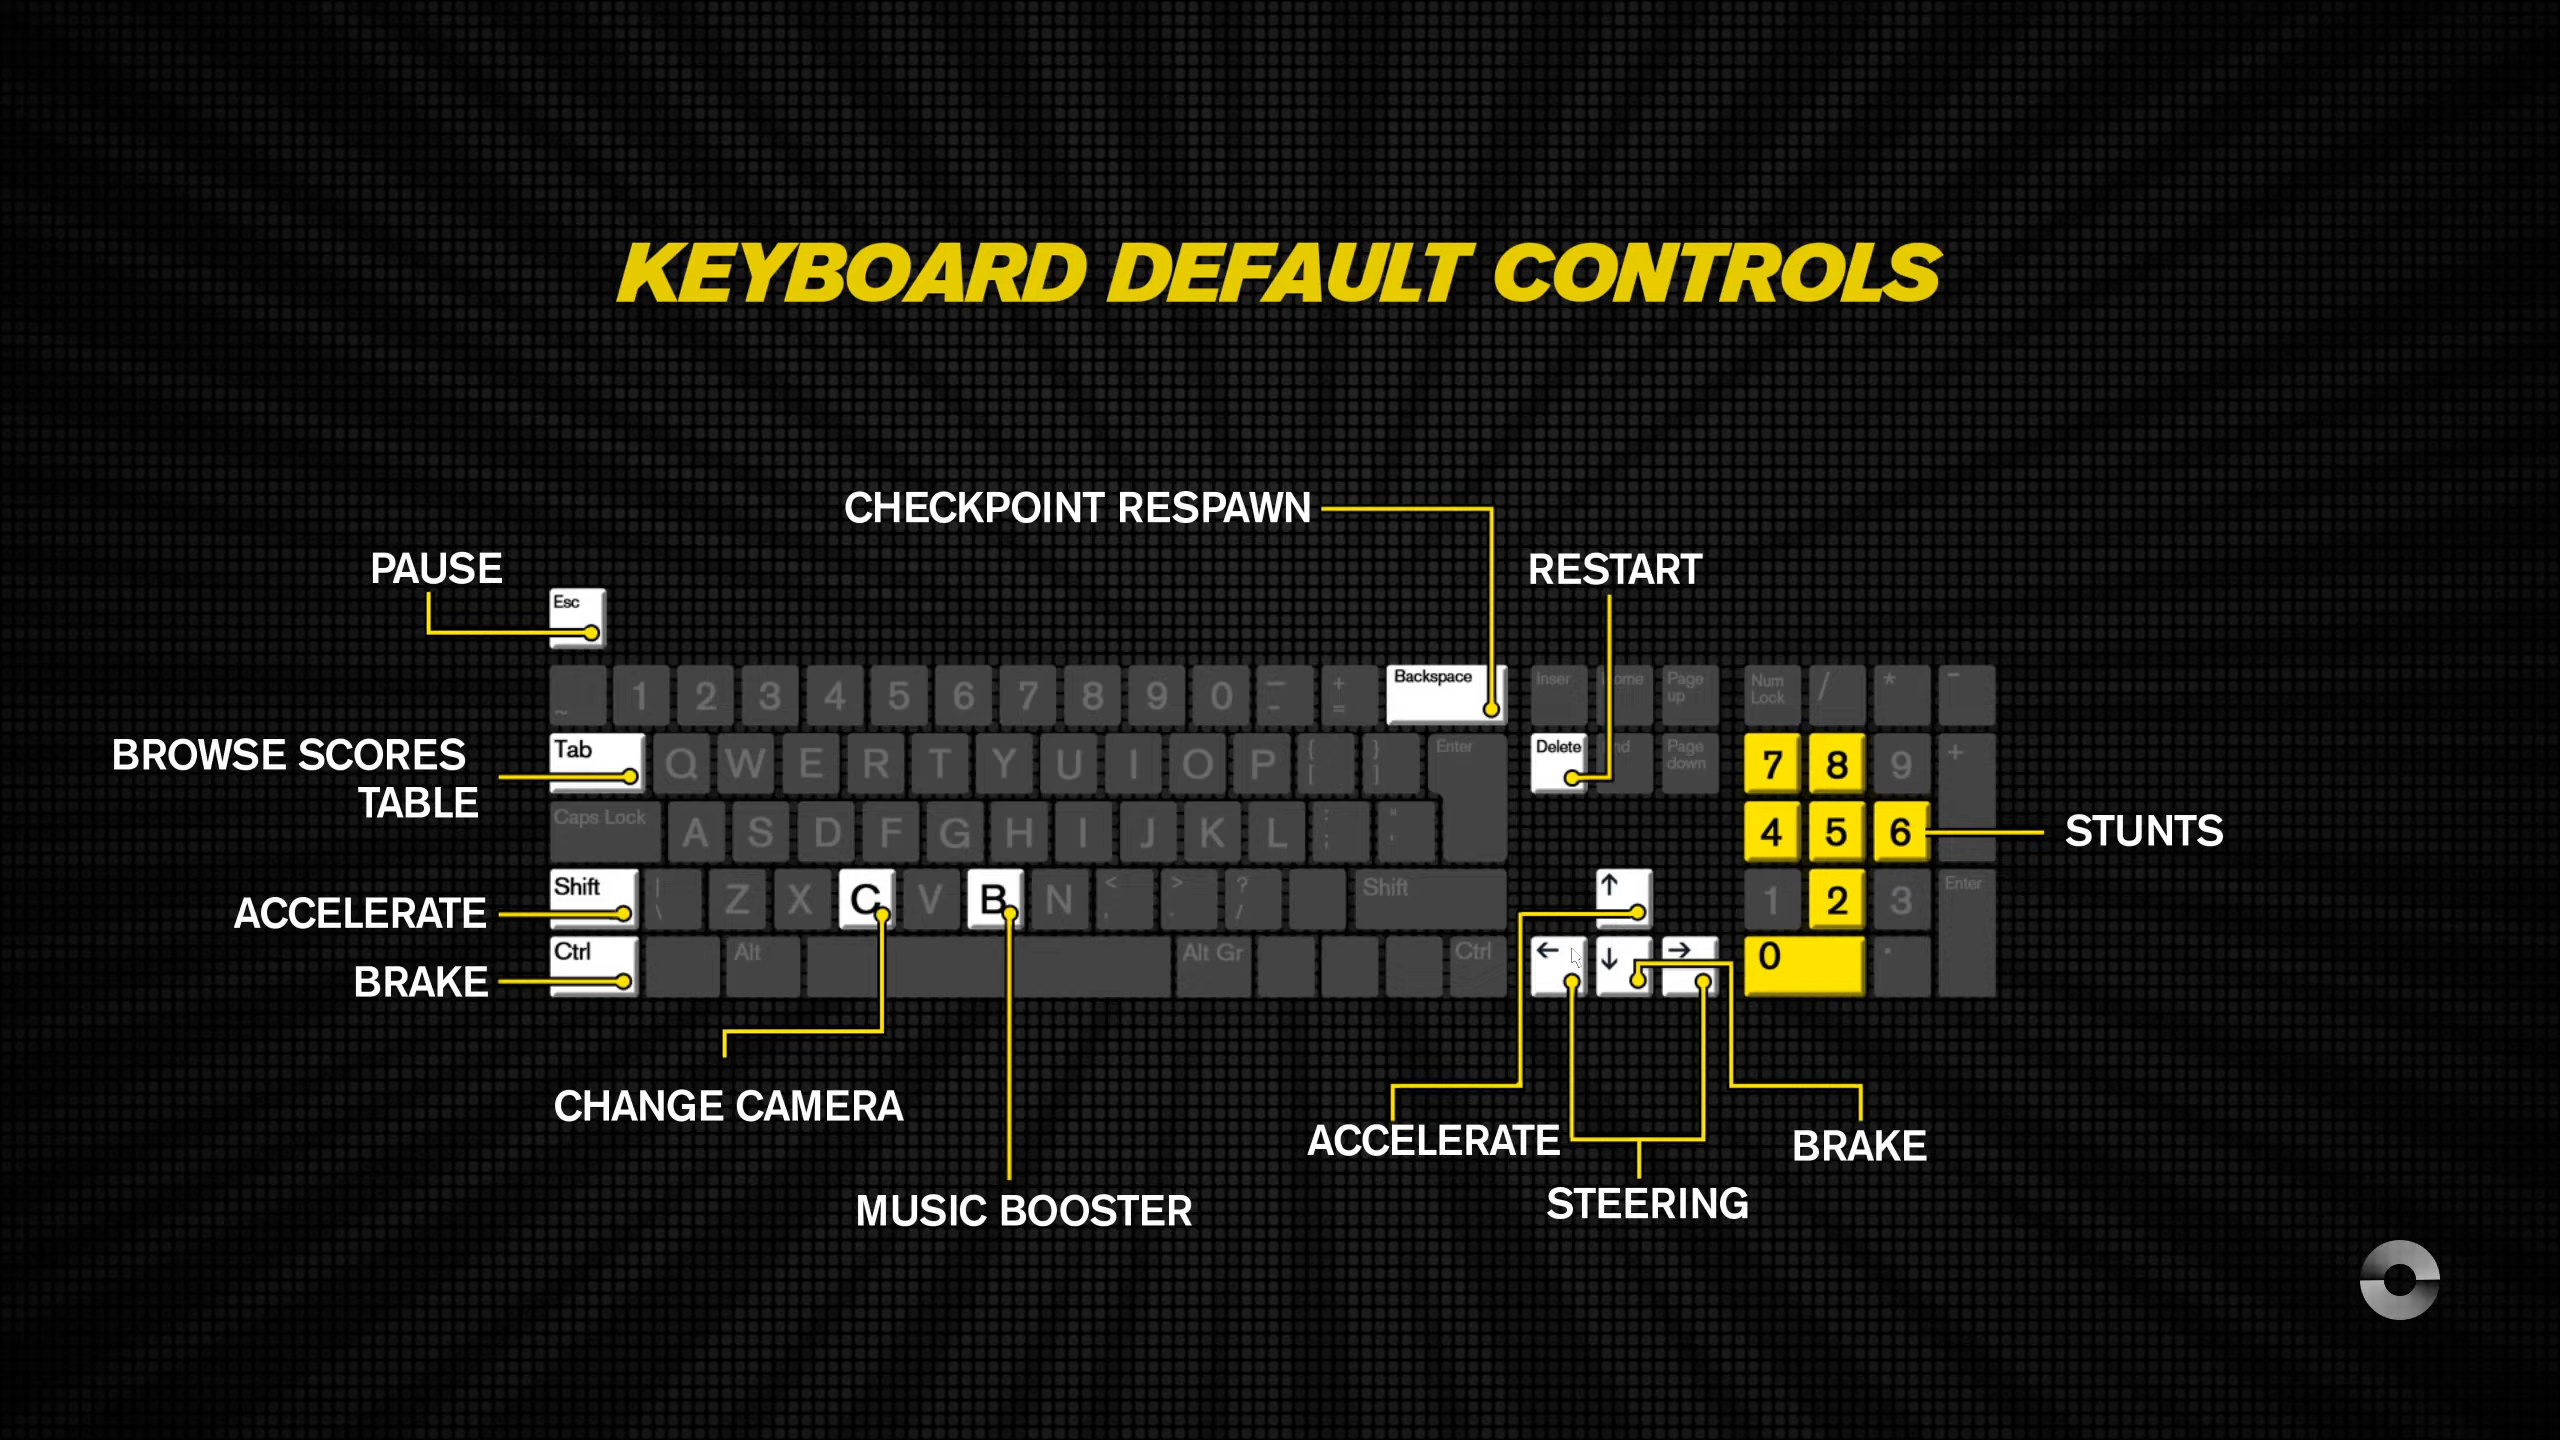 KEYBOARD DEFAULT CONTROLS
CHECKPOINT RESPAWN
PAUSE
RESTART
Esc
~ 1 2 3 4 5 6 7 8 9 0 — - + = Backspace Page up Num Lock / * -
BROWSE SCORES
TABLE
Tab Q W E R T Y U I O P { [ } ] Enter Delete Page down 7 8 9 +
Caps Lock A S D F G H I J K L : ; " ' 4 5 6
STUNTS
ACCELERATE
Shift | \ Z X C V B N < , > . ? / Shift ↑ 1 2 3 Enter
BRAKE
Ctrl Alt Alt Gr Ctrl ← ↓ → 0 .
CHANGE CAMERA
MUSIC BOOSTER
ACCELERATE
BRAKE
STEERING